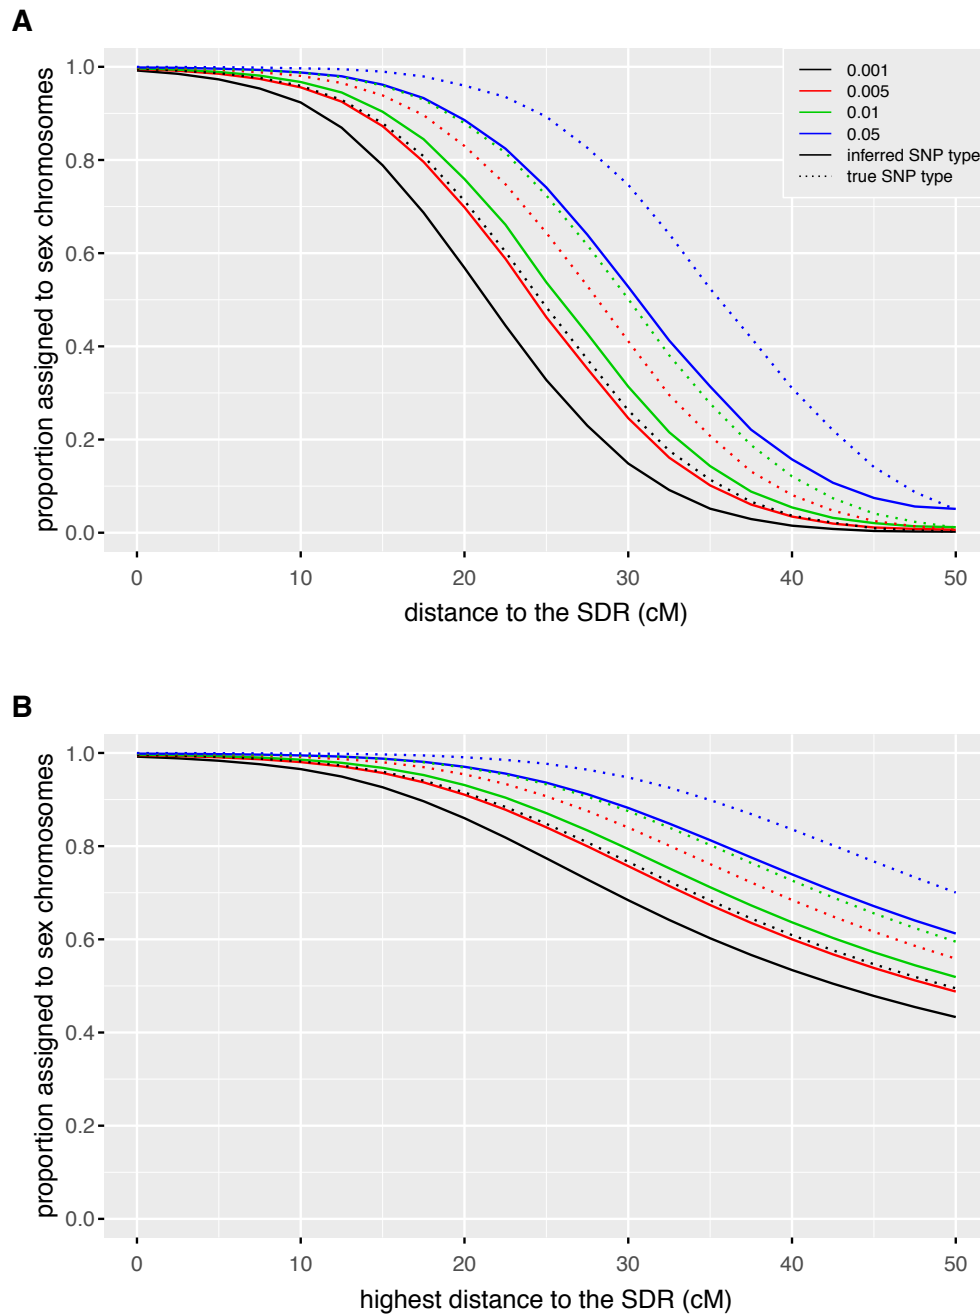 A
1.0
0.8
0.6
0.4
0.2
0.0
proportion assigned to sex chromosomes
0.001
0.005
0.01
0.05
inferred SNP type
true SNP type
0 10 20 30 40 50
distance to the SDR (cM)
B
1.0
0.8
0.6
0.4
0.2
0.0
proportion assigned to sex chromosomes
0 10 20 30 40 50
highest distance to the SDR (cM)